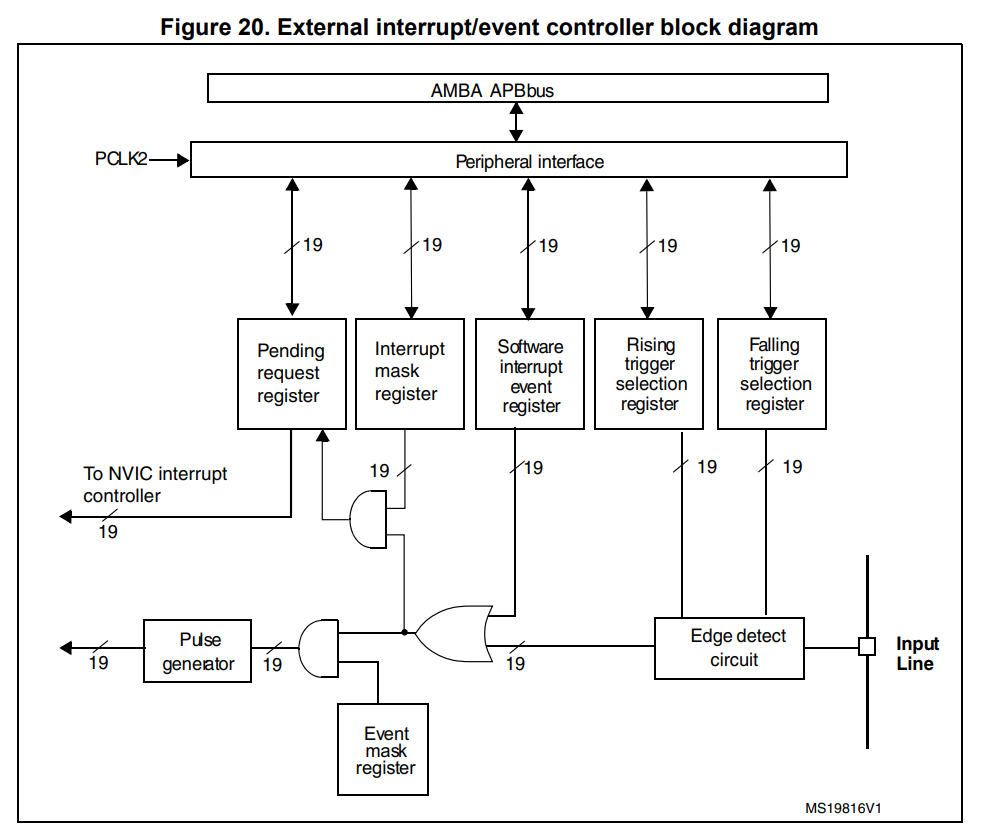 Figure 20. External interrupt/event controller block diagram
AMBA APB bus
PCLK2
Peripheral interface
19
19
19
19
19
Pending
request
register
Interrupt
mask
register
Software
interrupt
event
register
Rising
trigger
selection
register
Falling
trigger
selection
register
To NVIC interrupt
controller
19
19
19
19
19
Pulse
generator
19
19
19
Edge detect
circuit
Input
Line
Event
mask
register
MS19816V1